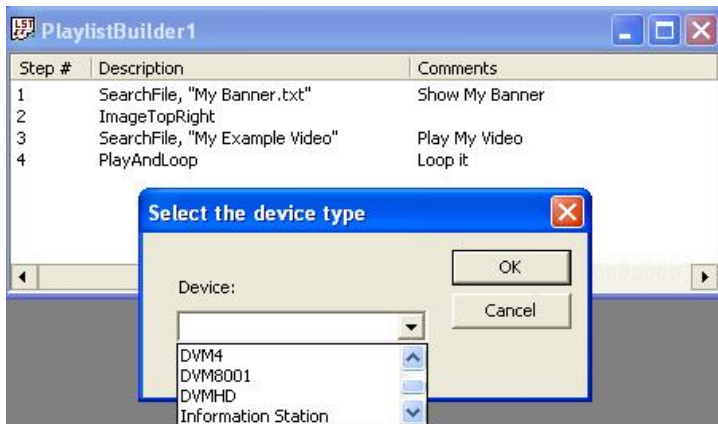 LST
PlaylistBuilder1
Step # Description Comments
1 SearchFile, "My Banner.txt" Show My Banner
2 ImageTopRight
3 SearchFile, "My Example Video" Play My Video
4 PlayAndLoop Loop it
Select the device type
OK
Device:
Cancel
DVM4
DVM8001
DVMHD
Information Station